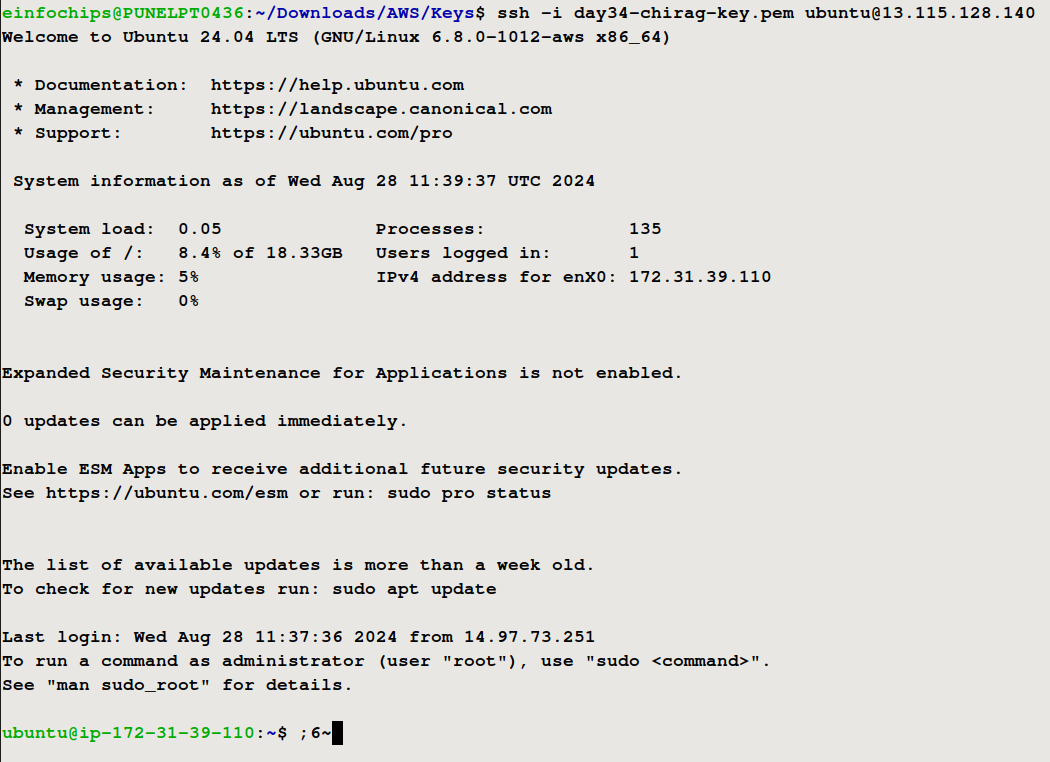 einfochips@PUNELPT0436:~/Downloads/AWS/Keys$ ssh -i day34-chirag-key.pem ubuntu@13.115.128.140
Welcome to Ubuntu 24.04 LTS (GNU/Linux 6.8.0-1012-aws x86_64)
* Documentation:  https://help.ubuntu.com
* Management:     https://landscape.canonical.com
* Support:        https://ubuntu.com/pro
System information as of Wed Aug 28 11:39:37 UTC 2024
System load:  0.05              Processes:             135
Usage of /:   8.4% of 18.33GB   Users logged in:       1
Memory usage: 5%                IPv4 address for enX0: 172.31.39.110
Swap usage:   0%
Expanded Security Maintenance for Applications is not enabled.
0 updates can be applied immediately.
Enable ESM Apps to receive additional future security updates.
See https://ubuntu.com/esm or run: sudo pro status
The list of available updates is more than a week old.
To check for new updates run: sudo apt update
Last login: Wed Aug 28 11:37:36 2024 from 14.97.73.251
To run a command as administrator (user "root"), use "sudo <command>".
See "man sudo_root" for details.
ubuntu@ip-172-31-39-110:~$ ;6~